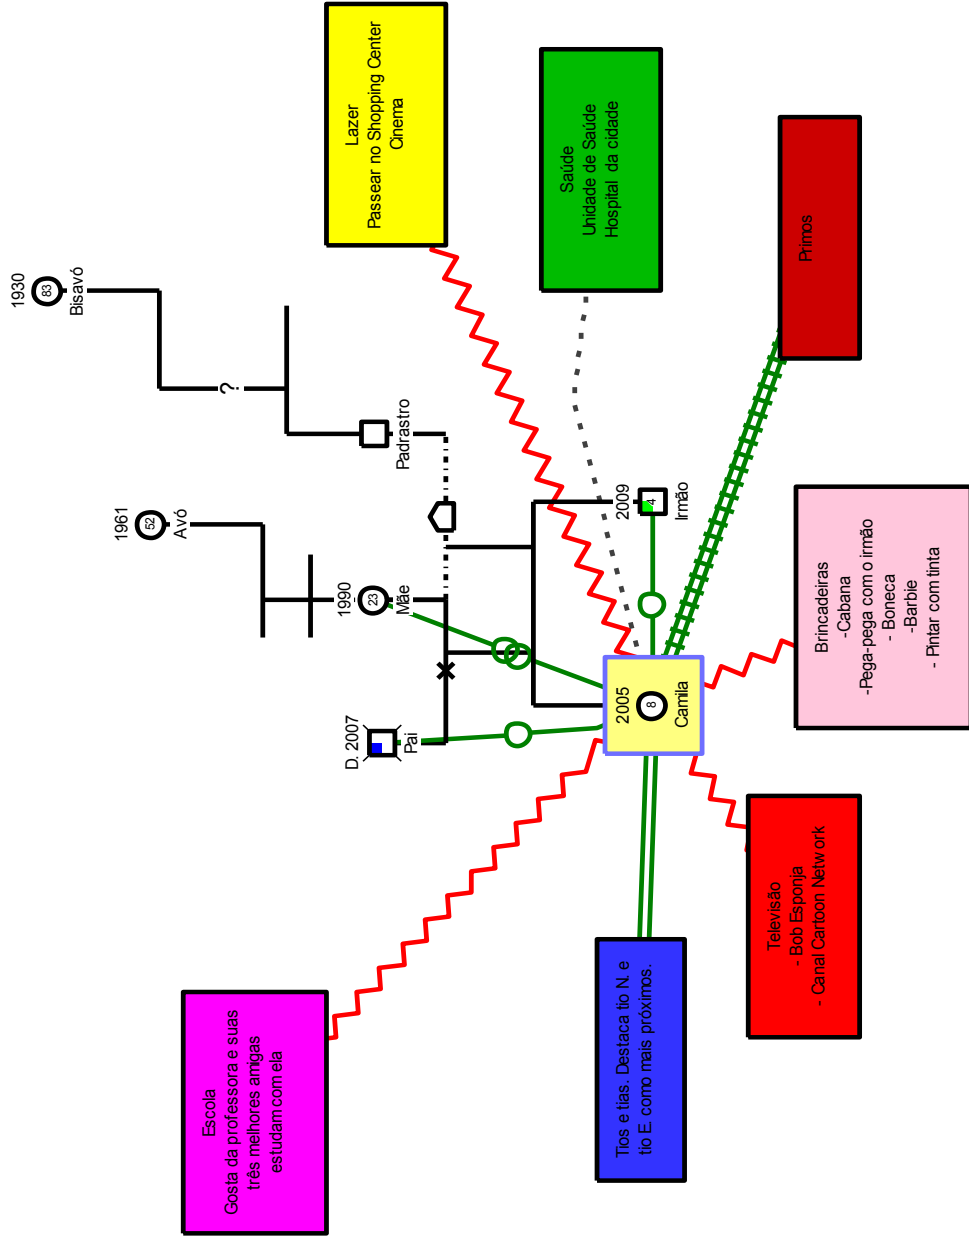 Escola
Gosta da professora e suas
três melhores amigas
estudam com ela
D. 2007
Pai
1990
23
Mãe
1961
52
Avó
1930
83
Bisavó
?
Padrastro
Lazer
Passear no Shopping Center
Cinema
Saúde
Unidade de Saúde
Hospital da cidade
2009
4
Irmão
2005
8
Camila
Primos
Tios e tias. Destaca tio N. e
tio E. como mais próximos.
Televisão
- Bob Esponja
- Canal Cartoon Network
Brincadeiras
-Cabana
-Pega-pega com o irmão
- Boneca
-Barbie
- Pintar com tinta